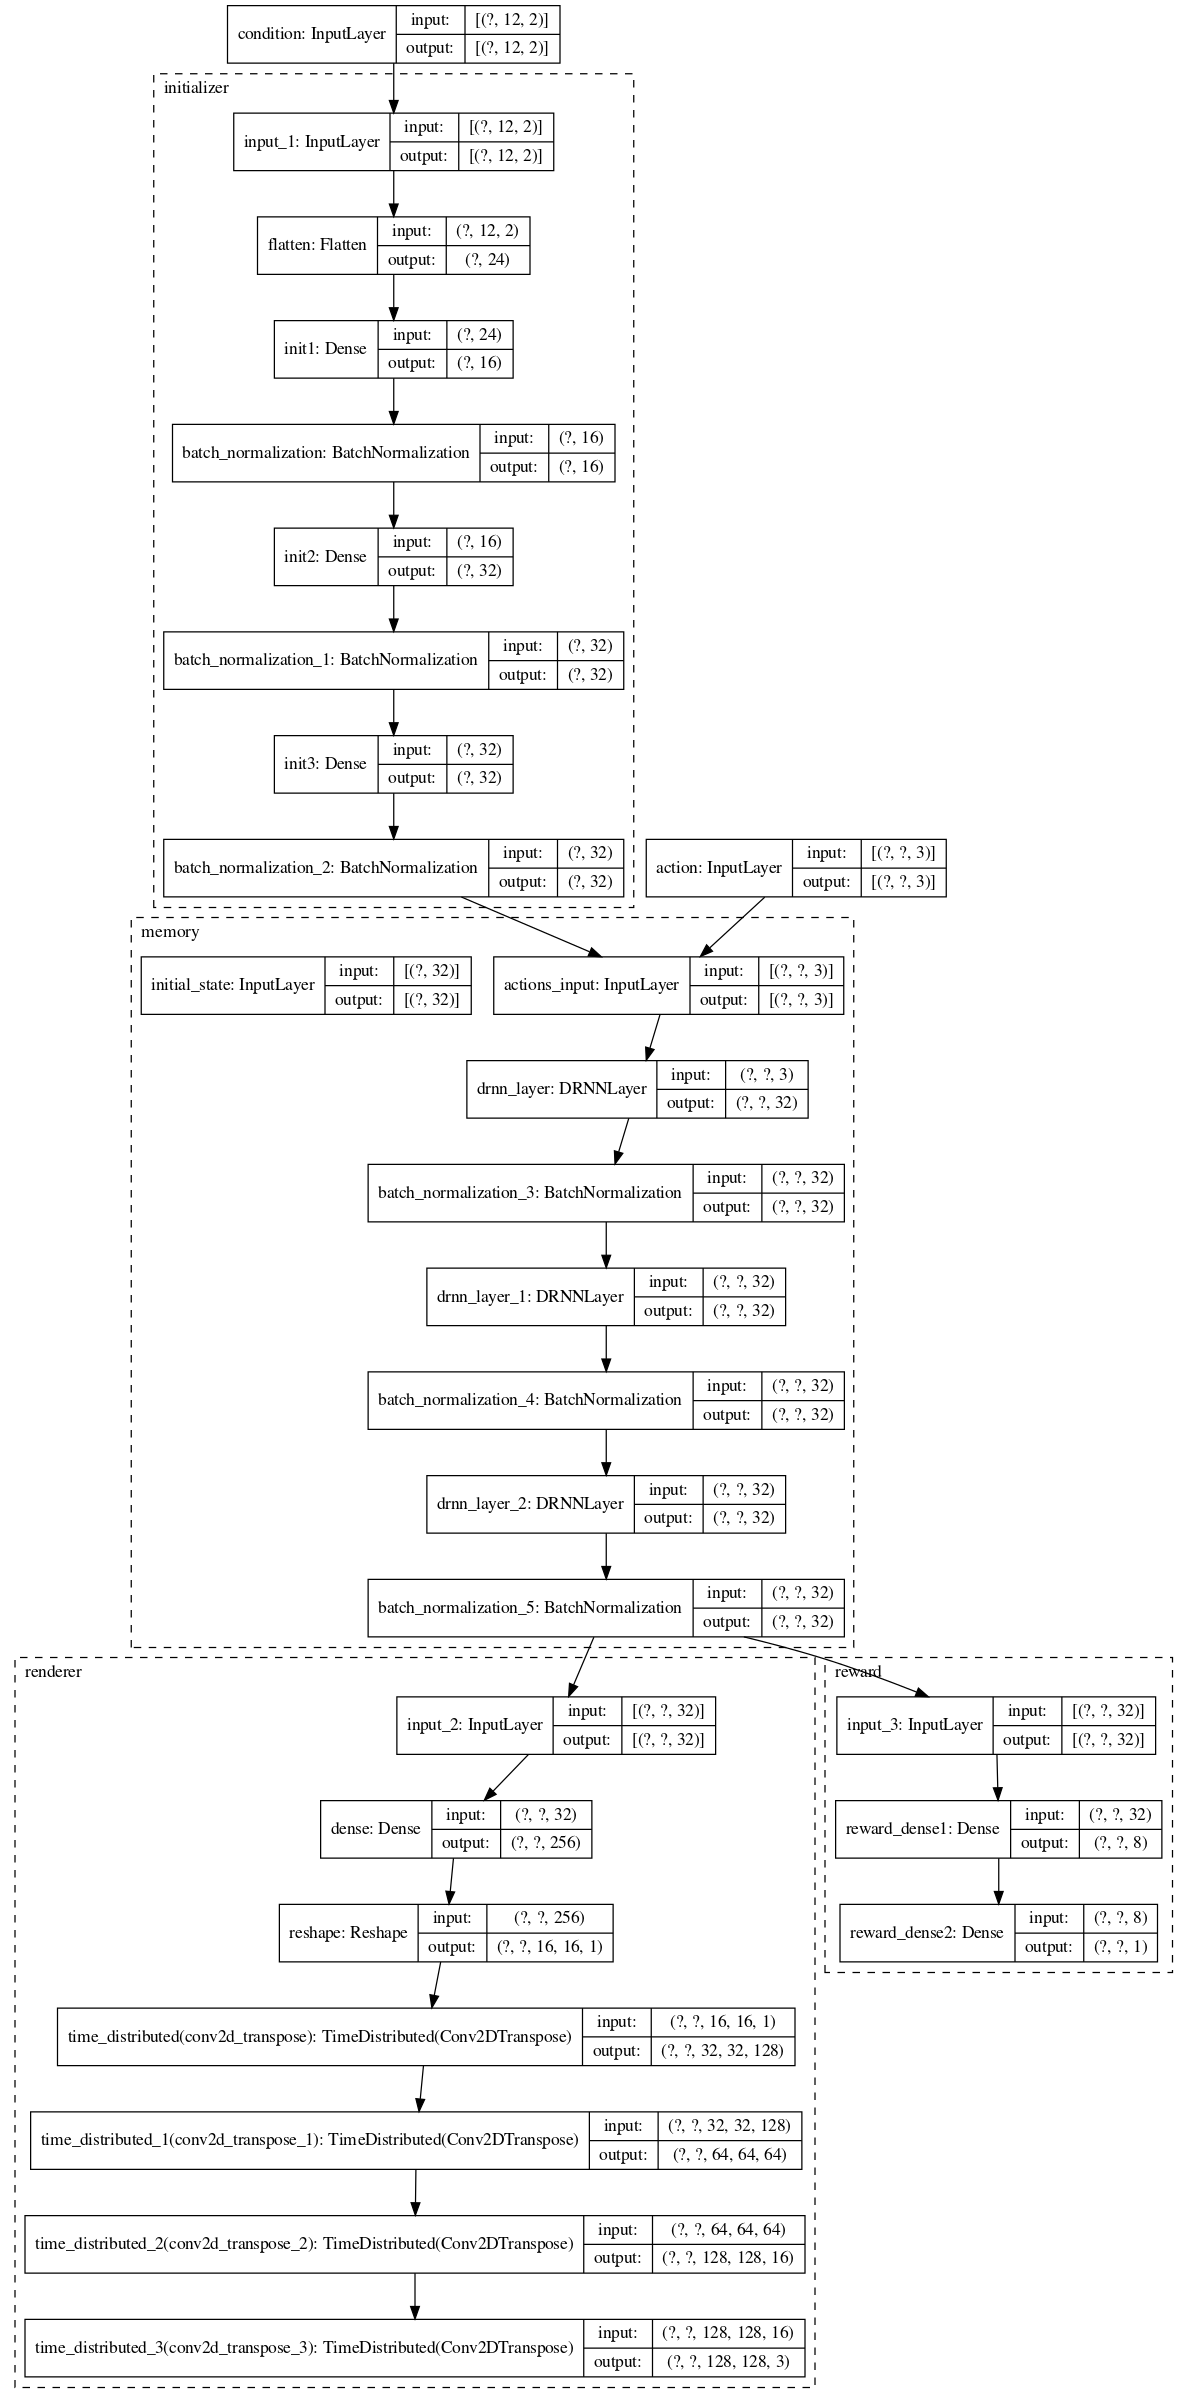 condition: InputLayer
input:
[(?, 12, 2)]
output:
[(?, 12, 2)]
initializer
input_1: InputLayer
input:
[(?, 12, 2)]
output:
[(?, 12, 2)]
flatten: Flatten
input:
(?, 12, 2)
output:
(?, 24)
init1: Dense
input:
(?, 24)
output:
(?, 16)
batch_normalization: BatchNormalization
input:
(?, 16)
output:
(?, 16)
init2: Dense
input:
(?, 16)
output:
(?, 32)
batch_normalization_1: BatchNormalization
input:
(?, 32)
output:
(?, 32)
init3: Dense
input:
(?, 32)
output:
(?, 32)
batch_normalization_2: BatchNormalization
input:
(?, 32)
output:
(?, 32)
action: InputLayer
input:
[(?, ?, 3)]
output:
[(?, ?, 3)]
memory
initial_state: InputLayer
input:
[(?, 32)]
output:
[(?, 32)]
actions_input: InputLayer
input:
[(?, ?, 3)]
output:
[(?, ?, 3)]
drnn_layer: DRNNLayer
input:
(?, ?, 3)
output:
(?, ?, 32)
batch_normalization_3: BatchNormalization
input:
(?, ?, 32)
output:
(?, ?, 32)
drnn_layer_1: DRNNLayer
input:
(?, ?, 32)
output:
(?, ?, 32)
batch_normalization_4: BatchNormalization
input:
(?, ?, 32)
output:
(?, ?, 32)
drnn_layer_2: DRNNLayer
input:
(?, ?, 32)
output:
(?, ?, 32)
batch_normalization_5: BatchNormalization
input:
(?, ?, 32)
output:
(?, ?, 32)
renderer
input_2: InputLayer
input:
[(?, ?, 32)]
output:
[(?, ?, 32)]
dense: Dense
input:
(?, ?, 32)
output:
(?, ?, 256)
reshape: Reshape
input:
(?, ?, 256)
output:
(?, ?, 16, 16, 1)
time_distributed(conv2d_transpose): TimeDistributed(Conv2DTranspose)
input:
(?, ?, 16, 16, 1)
output:
(?, ?, 32, 32, 128)
time_distributed_1(conv2d_transpose_1): TimeDistributed(Conv2DTranspose)
input:
(?, ?, 32, 32, 128)
output:
(?, ?, 64, 64, 64)
time_distributed_2(conv2d_transpose_2): TimeDistributed(Conv2DTranspose)
input:
(?, ?, 64, 64, 64)
output:
(?, ?, 128, 128, 16)
time_distributed_3(conv2d_transpose_3): TimeDistributed(Conv2DTranspose)
input:
(?, ?, 128, 128, 16)
output:
(?, ?, 128, 128, 3)
reward
input_3: InputLayer
input:
[(?, ?, 32)]
output:
[(?, ?, 32)]
reward_dense1: Dense
input:
(?, ?, 32)
output:
(?, ?, 8)
reward_dense2: Dense
input:
(?, ?, 8)
output:
(?, ?, 1)